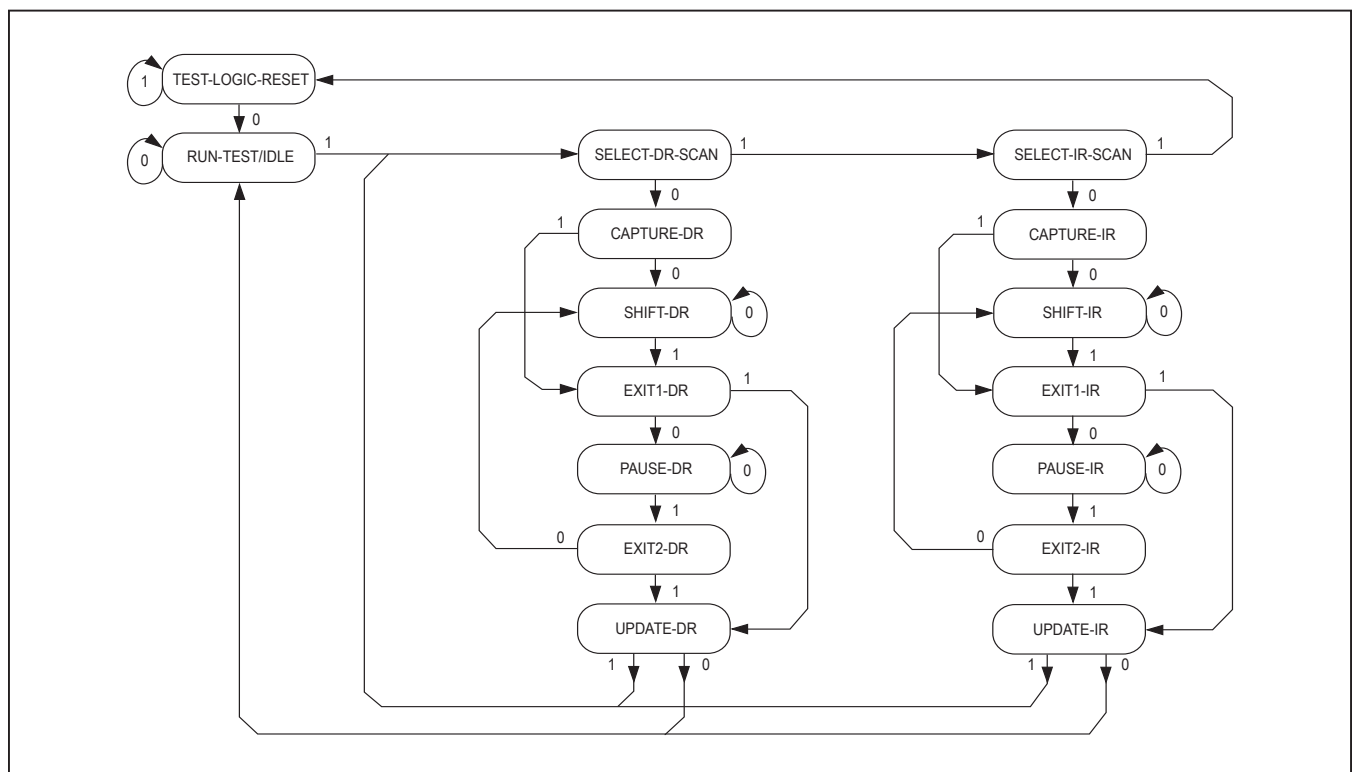 1
TEST-LOGIC-RESET
0
0
RUN-TEST/IDLE
1
SELECT-DR-SCAN
1
SELECT-IR-SCAN
1
0
0
1
CAPTURE-DR
1
CAPTURE-IR
0
0
SHIFT-DR
0
SHIFT-IR
0
1
1
EXIT1-DR
1
EXIT1-IR
1
0
0
PAUSE-DR
0
PAUSE-IR
0
1
1
0
EXIT2-DR
0
EXIT2-IR
1
1
UPDATE-DR
UPDATE-IR
1
0
1
0